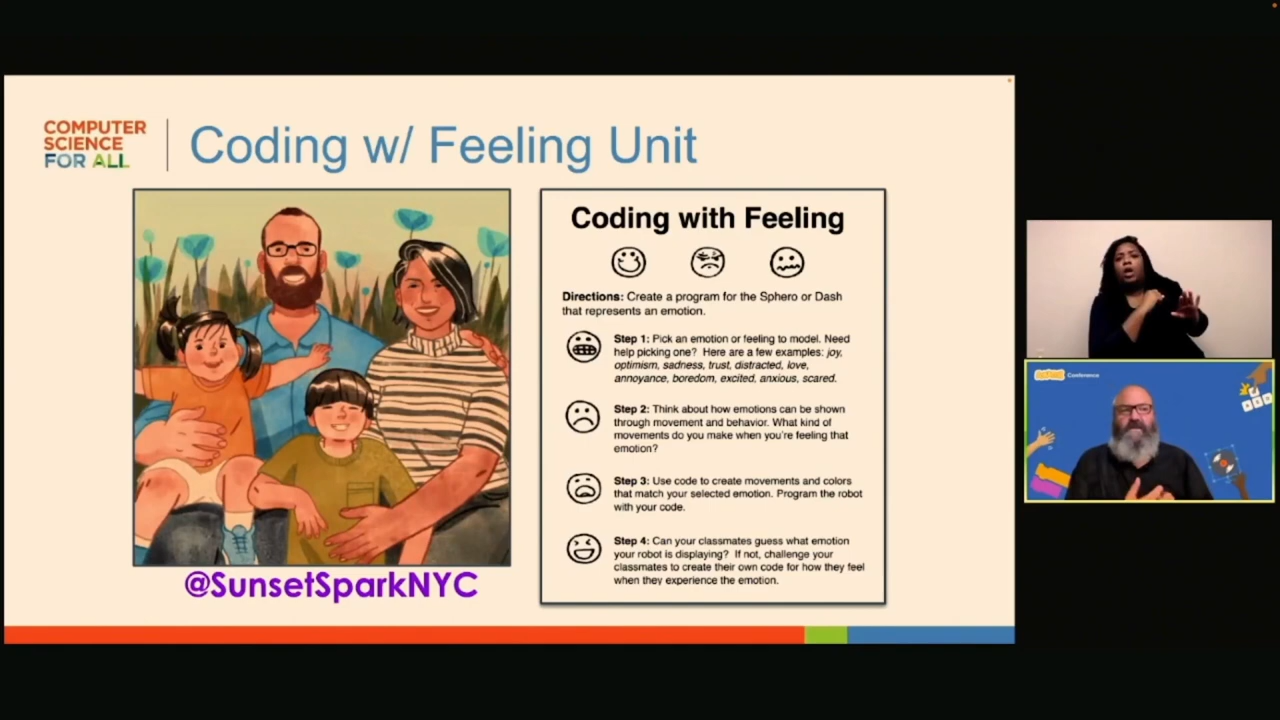 COMPUTER
SCIENCE
FOR ALL
Coding w/ Feeling Unit
@SunsetSparkNYC
Coding with Feeling
Directions: Create a program for the Sphero or Dash
that represents an emotion.
Step 1: Pick an emotion or feeling to model. Need
help picking one? Here are a few examples: joy,
optimism, sadness, trust, distracted, love,
annoyance, boredom, excited, anxious, scared.
Step 2: Think about how emotions can be shown
through movement and behavior. What kind of
movements do you make when you're feeling that
emotion?
Step 3: Use code to create movements and colors
that match your selected emotion. Program the robot
with your code.
Step 4: Can your classmates guess what emotion
your robot is displaying? If not, challenge your
classmates to create their own code for how they feel
when they experience the emotion.
Conference